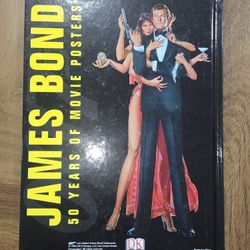 JAMES BOND
50 YEARS OF MOVIE POSTERS
DK